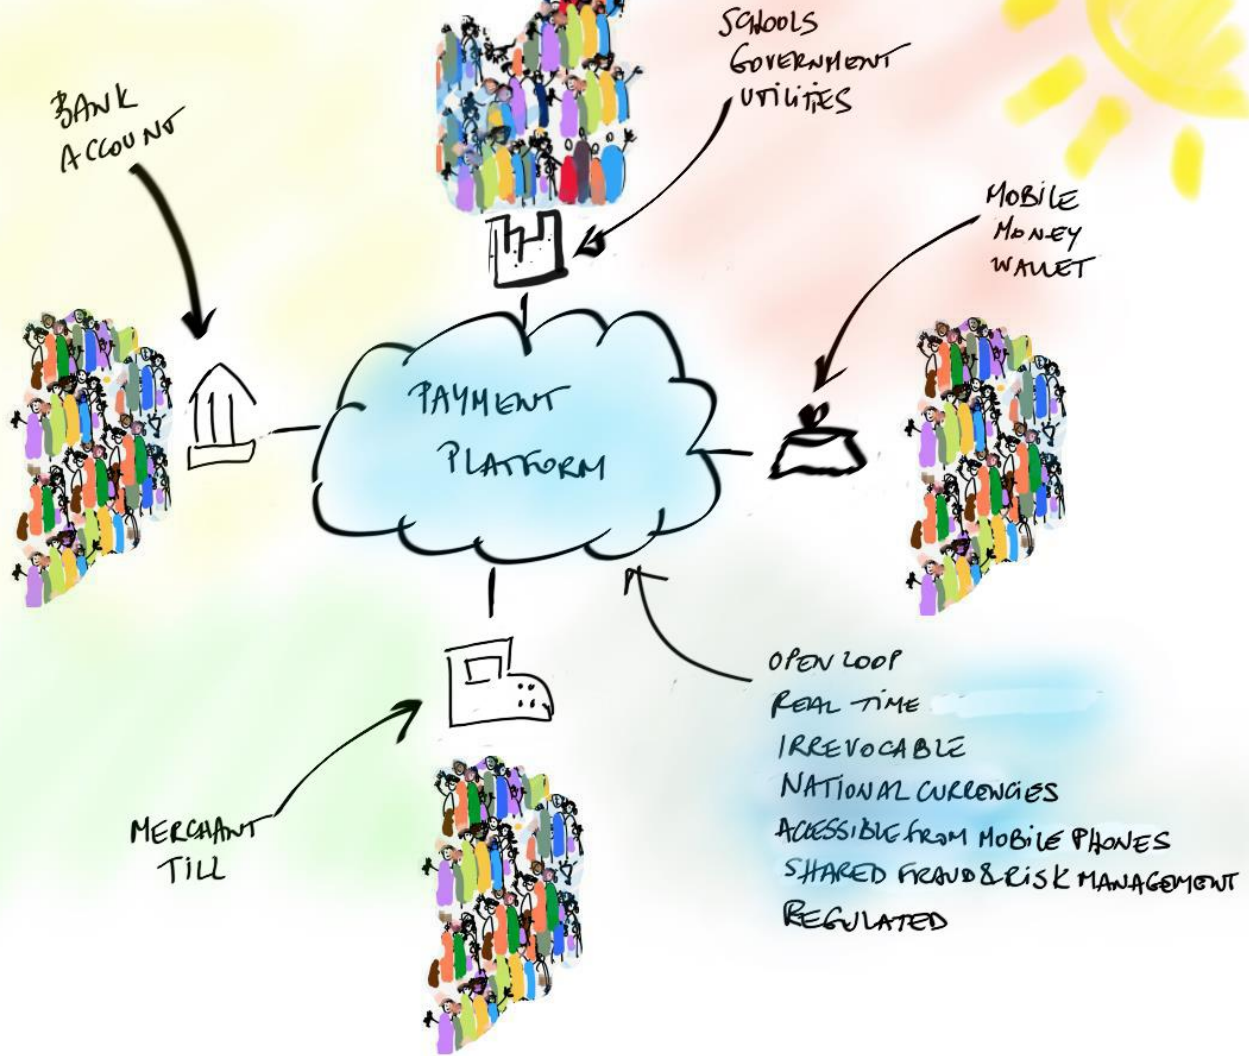 SCHOOLS
GOVERNMENT
UTILITIES
BANK
ACCOUNT
MOBILE
MONEY
WALLET
PAYMENT
PLATFORM
OPEN LOOP
REAL TIME
IRREVOCABLE
NATIONAL CURRENCIES
ACCESSIBLE FROM MOBILE PHONES
SHARED FRAUD & RISK MANAGEMENT
REGULATED
MERCHANT
TILL